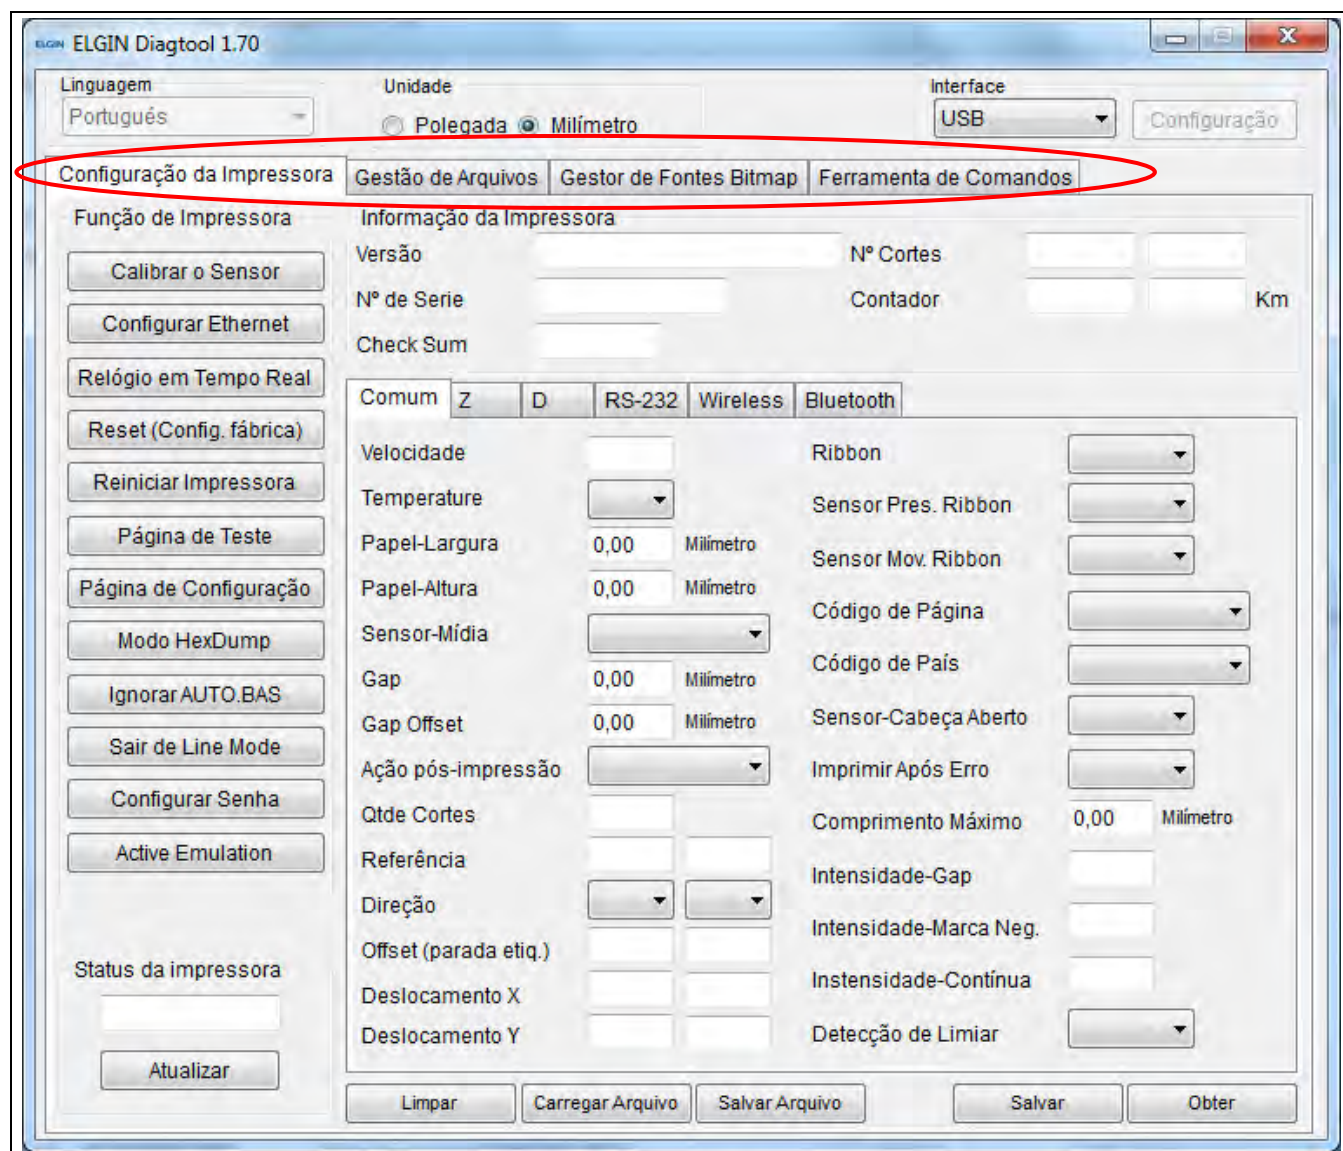 ELGIN ELGIN Diagtool 1.70
Linguagem Unidade Interface
Portugués Polegada Milímetro USB Configuração
Configuração da Impressora Gestão de Arquivos Gestor de Fontes Bitmap Ferramenta de Comandos
Função de Impressora
Calibrar o Sensor
Configurar Ethernet
Relógio em Tempo Real
Reset (Config. fábrica)
Reiniciar Impressora
Página de Teste
Página de Configuração
Modo HexDump
Ignorar AUTO.BAS
Sair de Line Mode
Configurar Senha
Active Emulation
Status da impressora
Atualizar
Informação da Impressora
Versão Nº Cortes
Nº de Serie Contador Km
Check Sum
Comum Z D RS-232 Wireless Bluetooth
Velocidade
Temperature
Papel-Largura 0,00 Milímetro
Papel-Altura 0,00 Milímetro
Sensor-Mídia
Gap 0,00 Milímetro
Gap Offset 0,00 Milímetro
Ação pós-impressão
Qtde Cortes
Referência
Direção
Offset (parada etiq.)
Deslocamento X
Deslocamento Y
Ribbon
Sensor Pres. Ribbon
Sensor Mov. Ribbon
Código de Página
Código de País
Sensor-Cabeça Aberto
Imprimir Após Erro
Comprimento Máximo 0,00 Milímetro
Intensidade-Gap
Intensidade-Marca Neg.
Instensidade-Contínua
Detecção de Limiar
Limpar Carregar Arquivo Salvar Arquivo Salvar Obter